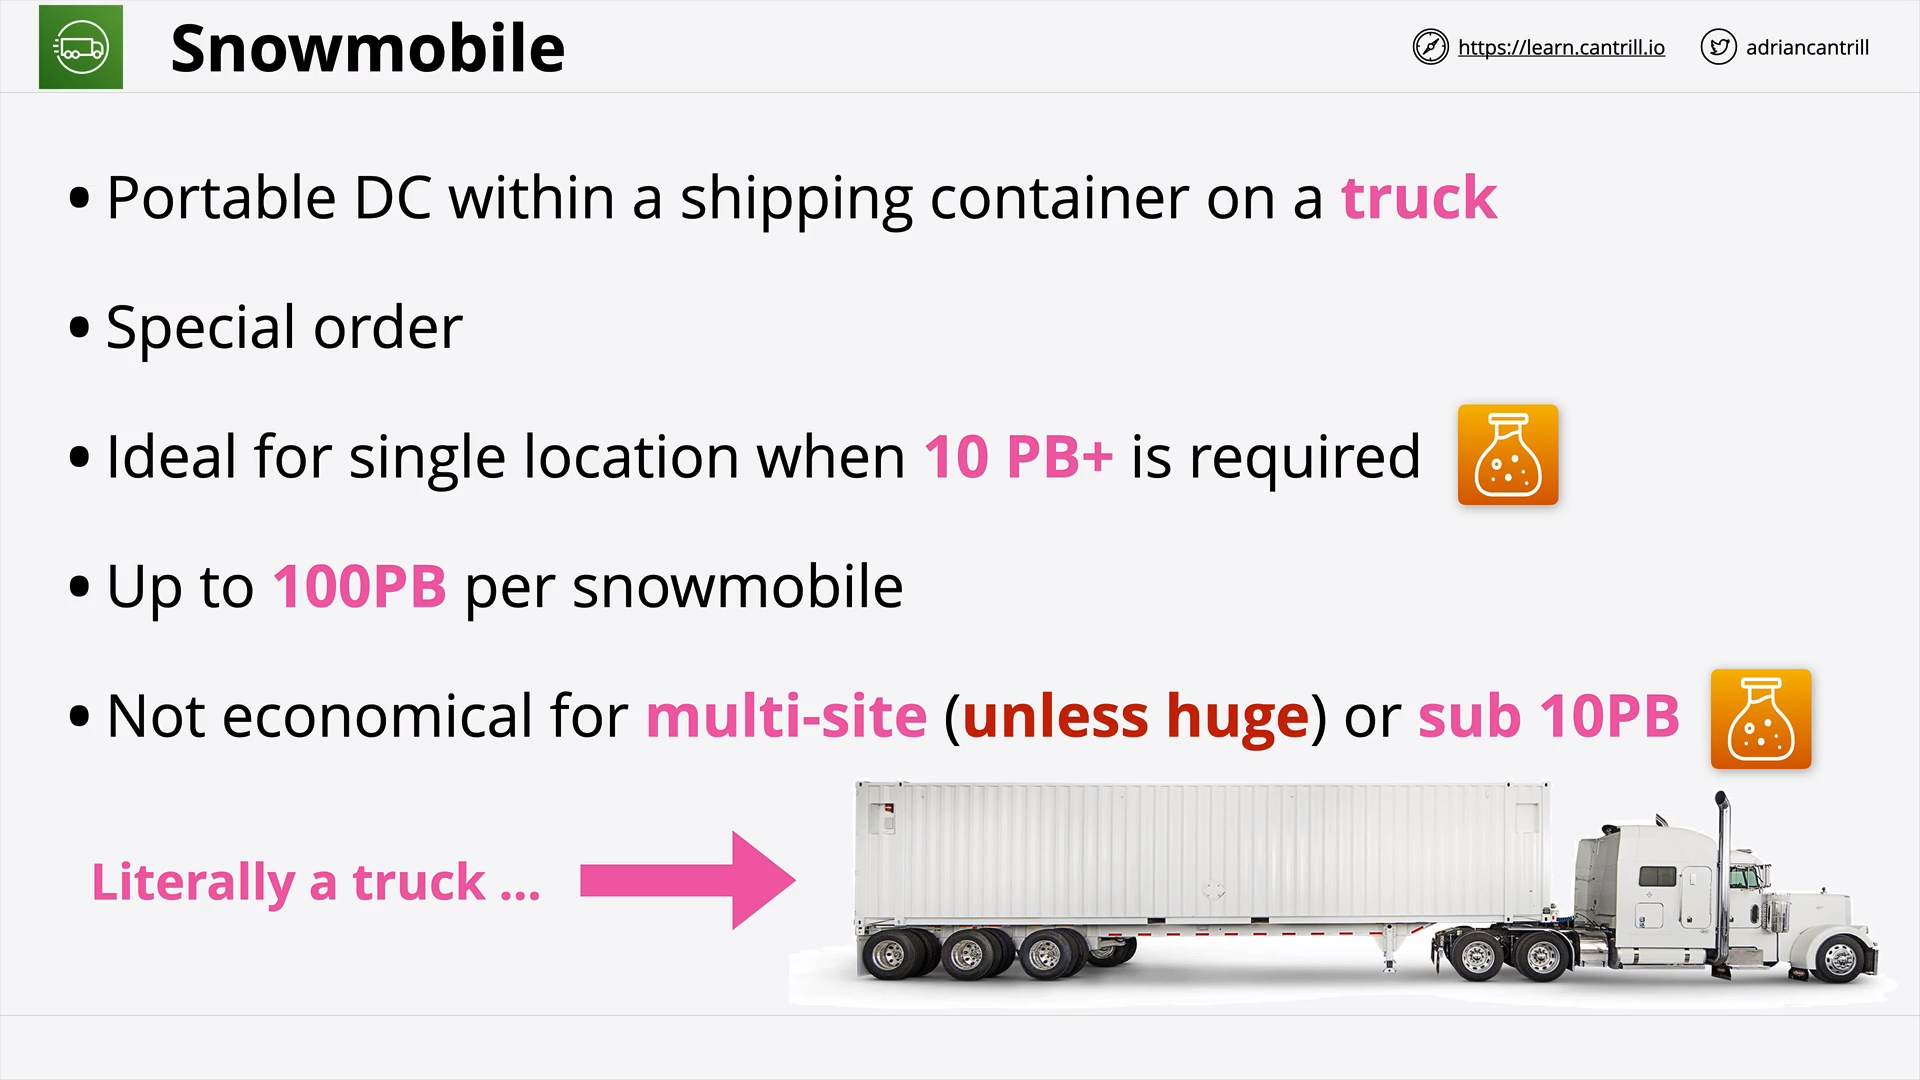 Snowmobile
https://learn.cantrill.io
adriancantrill
• Portable DC within a shipping container on a truck
• Special order
• Ideal for single location when 10 PB+ is required
• Up to 100PB per snowmobile
• Not economical for multi-site (unless huge) or sub 10PB
Literally a truck ...